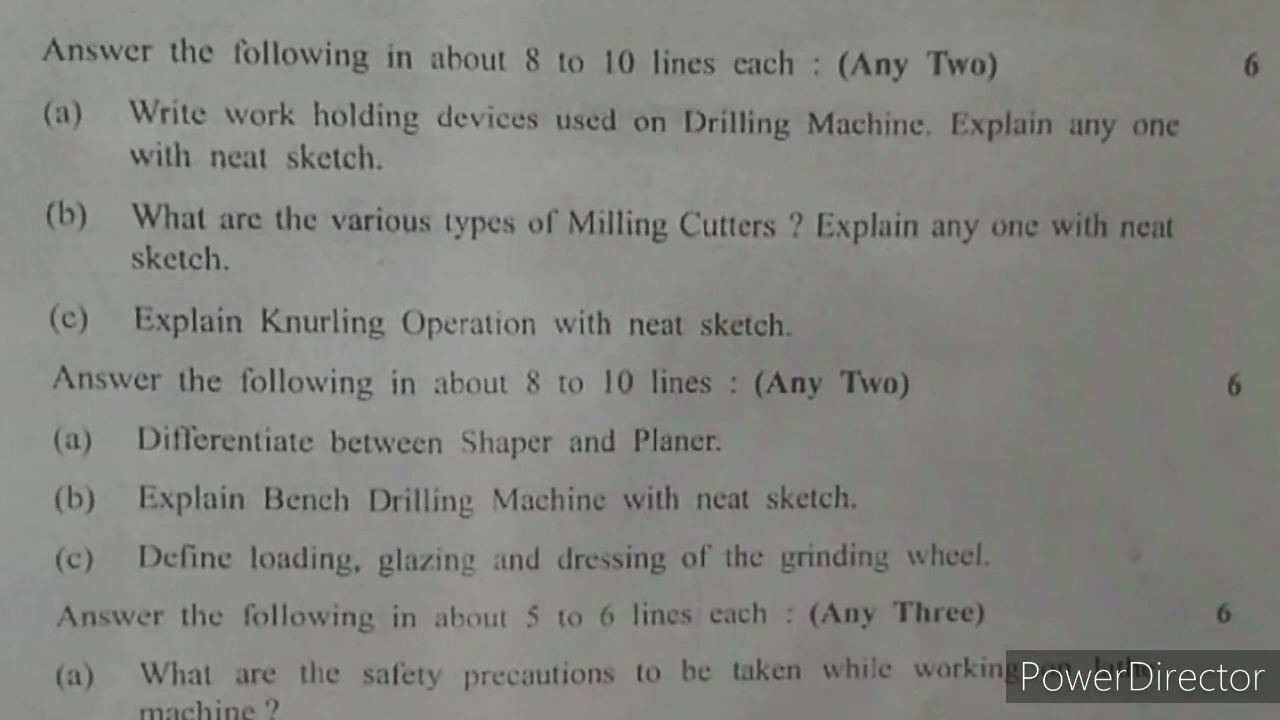 Answer the following in about 8 to 10 lines each : (Any Two) 6
(a) Write work holding devices used on Drilling Machine. Explain any one
with neat sketch.
(b) What are the various types of Milling Cutters ? Explain any one with neat
sketch.
(c) Explain Knurling Operation with neat sketch.
Answer the following in about 8 to 10 lines : (Any Two) 6
(a) Differentiate between Shaper and Planer.
(b) Explain Bench Drilling Machine with neat sketch.
(c) Define loading, glazing and dressing of the grinding wheel.
Answer the following in about 5 to 6 lines each : (Any Three) 6
(a) What are the safety precautions to be taken while working
machine ?
PowerDirector